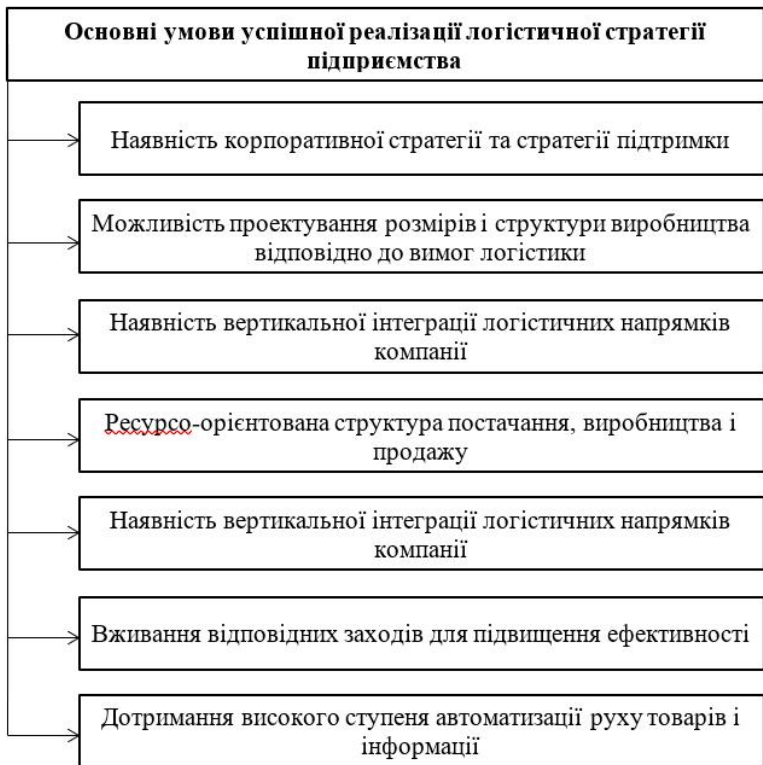 Основні умови успішної реалізації логістичної стратегії
підприємства
Наявність корпоративної стратегії та стратегії підтримки
Можливість проектування розмірів і структури виробництва
відповідно до вимог логістики
Наявність вертикальної інтеграції логістичних напрямків
компанії
Ресурсо-орієнтована структура постачання, виробництва і
продажу
Наявність вертикальної інтеграції логістичних напрямків
компанії
Вживання відповідних заходів для підвищення ефективності
Дотримання високого ступеня автоматизації руху товарів і
інформації